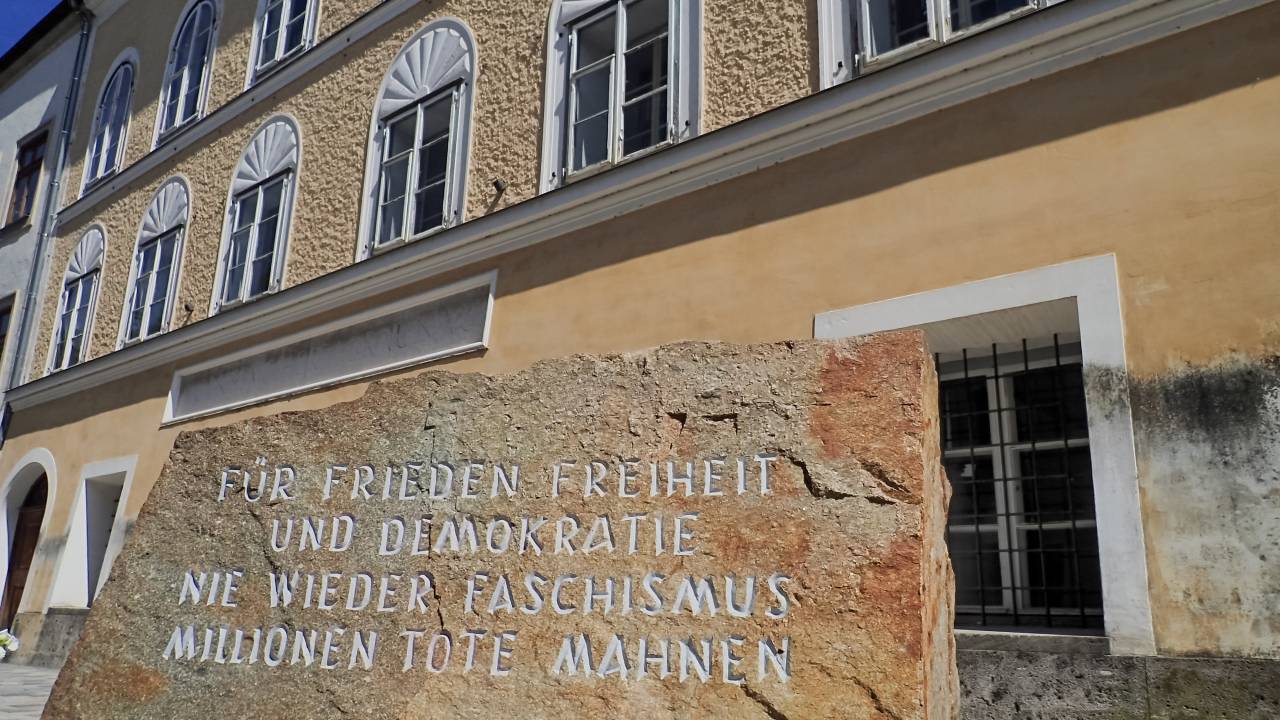 FÜR FRIEDEN FREIHEIT
UND DEMOKRATIE
NIE WIEDER FASCHISMUS
MILLIONEN TOTE MAHNEN